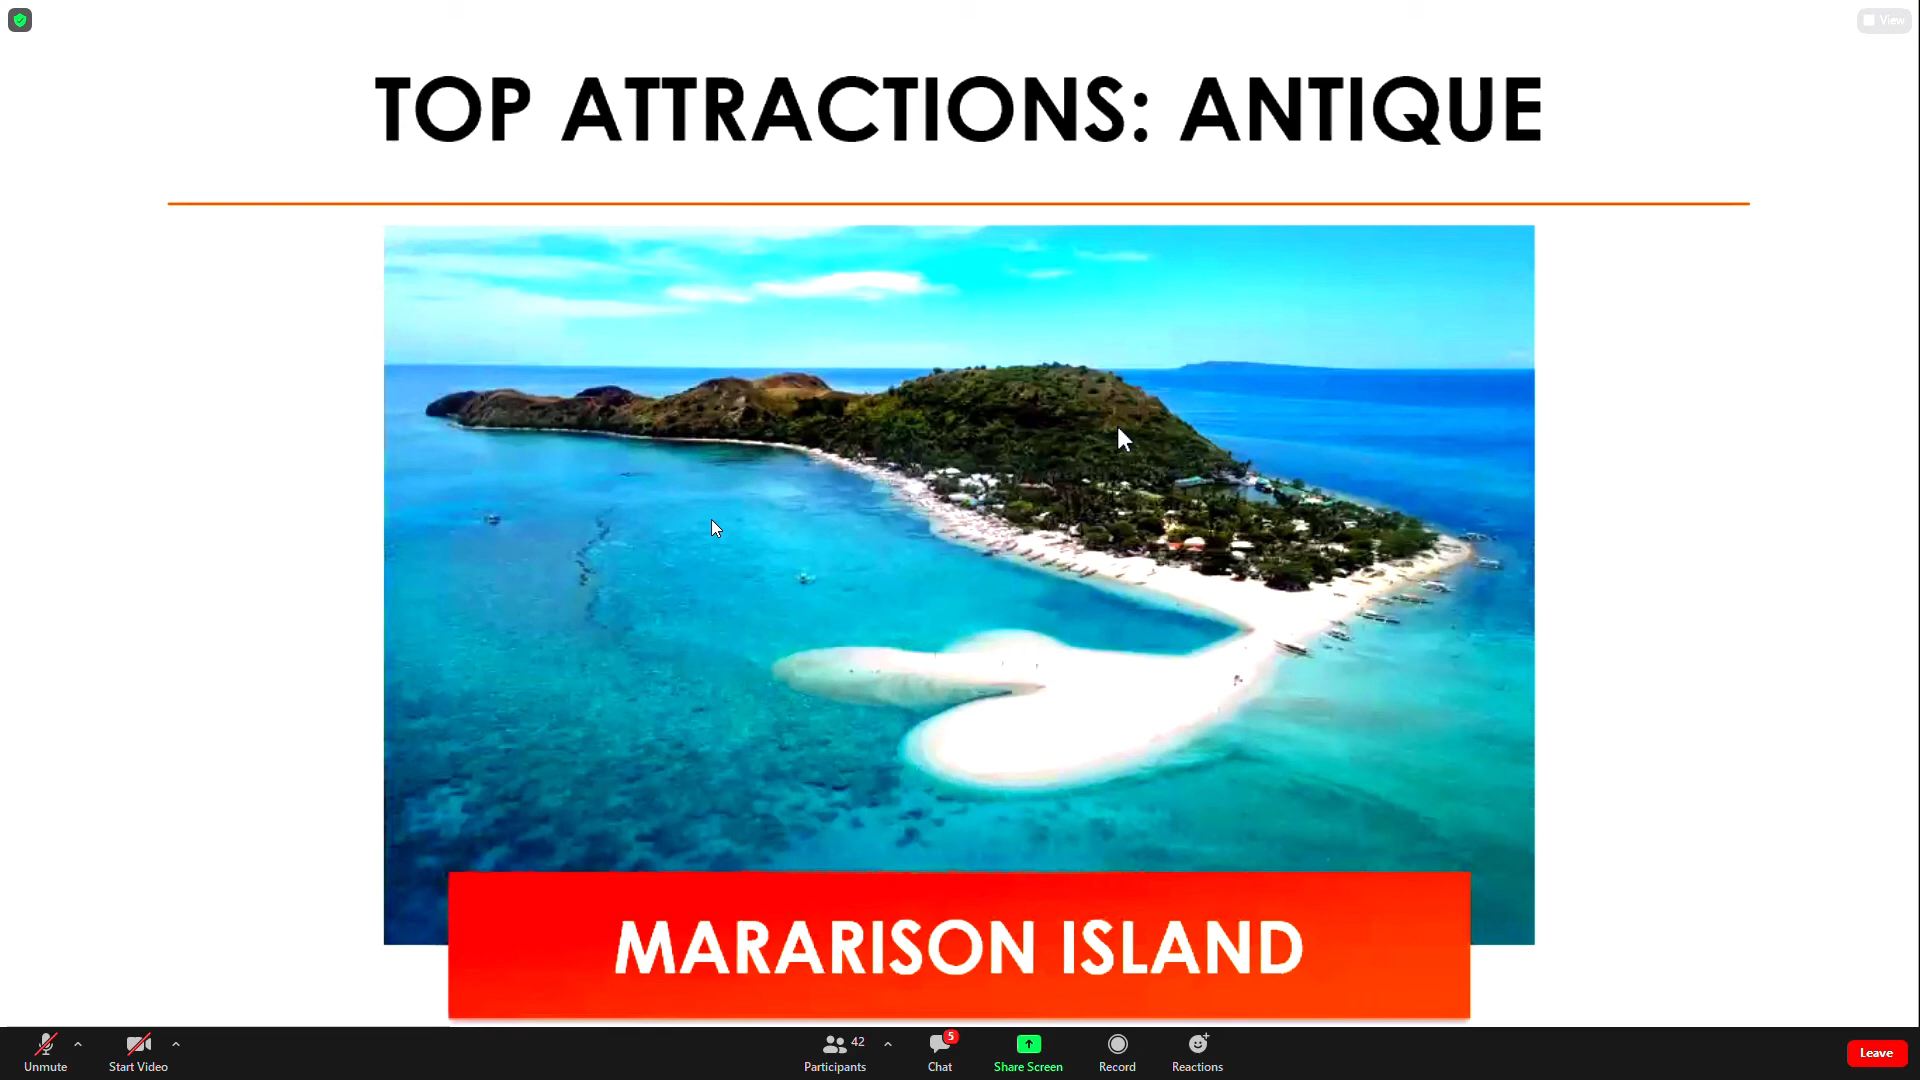 View
TOP ATTRACTIONS: ANTIQUE
MARARISON ISLAND
Unmute
Start Video
42
Participants
5
Chat
Share Screen
Record
Reactions
Leave